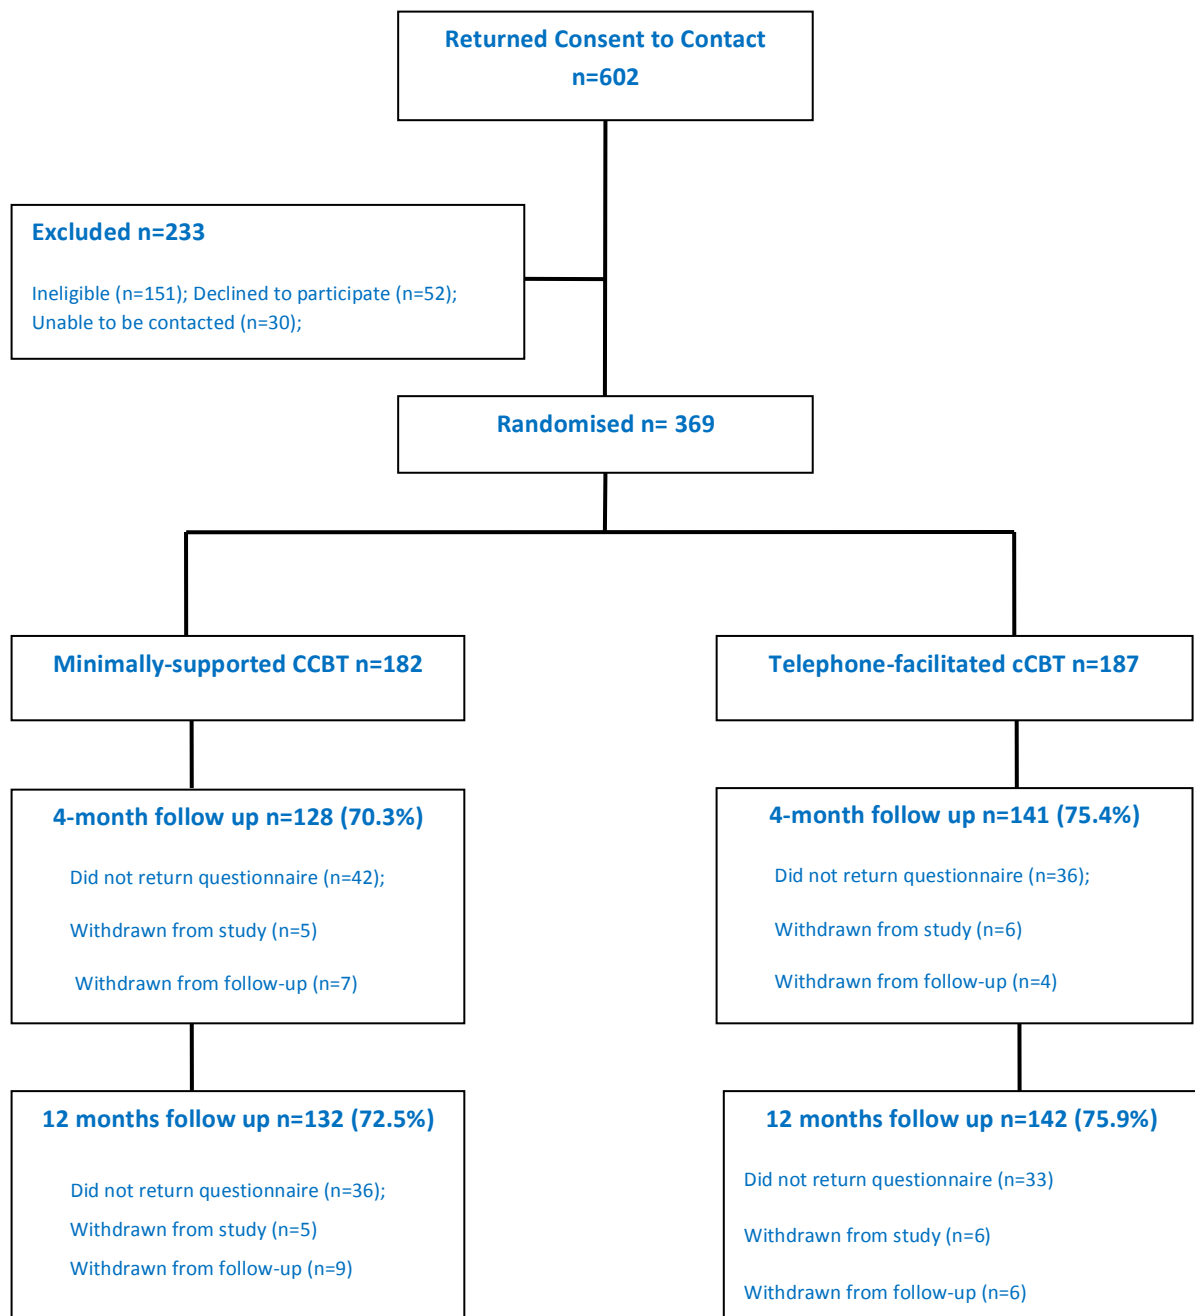 Returned Consent to Contact
n=602
Excluded n=233
Ineligible (n=151); Declined to participate (n=52);
Unable to be contacted (n=30);
Randomised n= 369
Minimally-supported CCBT n=182
Telephone-facilitated cCBT n=187
4-month follow up n=128 (70.3%)
Did not return questionnaire (n=42);
Withdrawn from study (n=5)
Withdrawn from follow-up (n=7)
4-month follow up n=141 (75.4%)
Did not return questionnaire (n=36);
Withdrawn from study (n=6)
Withdrawn from follow-up (n=4)
12 months follow up n=132 (72.5%)
Did not return questionnaire (n=36);
Withdrawn from study (n=5)
Withdrawn from follow-up (n=9)
12 months follow up n=142 (75.9%)
Did not return questionnaire (n=33)
Withdrawn from study (n=6)
Withdrawn from follow-up (n=6)